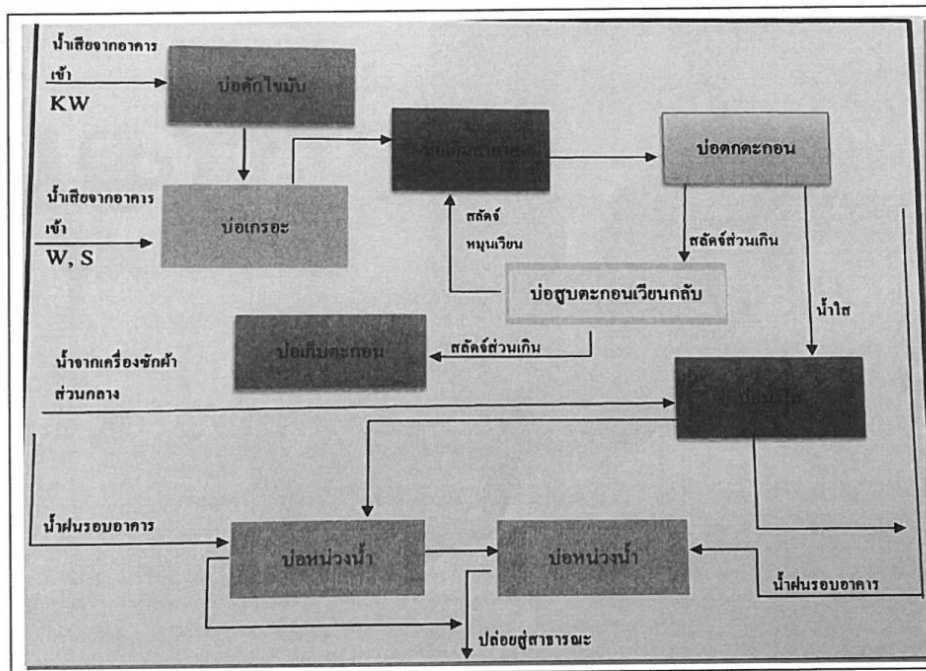 น้ำเสียจากอาคาร
เข้า
KW
บ่อดักไขมัน
บ่อตกตะกอน
น้ำเสียจากอาคาร
เข้า
W, S
บ่อเกรอะ
สลัดจ์
หมุนเวียน
สลัดจ์ส่วนเกิน
บ่อสูบตะกอนเวียนกลับ
น้ำใส
บ่อเก็บตะกอน
สลัดจ์ส่วนเกิน
น้ำจากเครื่องซักผ้า
ส่วนกลาง
น้ำฝนรอบอาคาร
บ่อหน่วงน้ำ
บ่อหน่วงน้ำ
น้ำฝนรอบอาคาร
ปล่อยสู่สาธารณะ